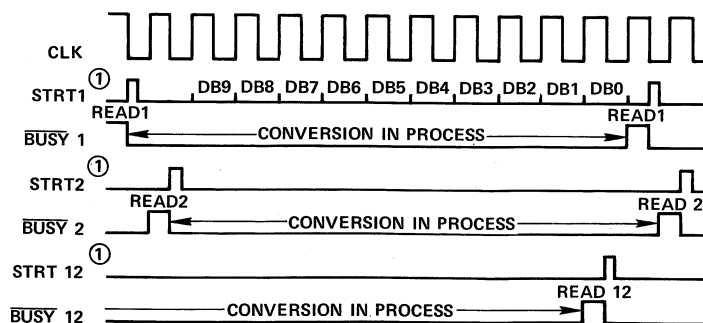 CLK
STRT1 ① DB9 DB8 DB7 DB6 DB5 DB4 DB3 DB2 DB1 DB0
READ1 READ1
BUSY 1 CONVERSION IN PROCESS
STRT2 ①
READ2 READ 2
BUSY 2 CONVERSION IN PROCESS
STRT 12 ①
READ 12
BUSY 12 CONVERSION IN PROCESS